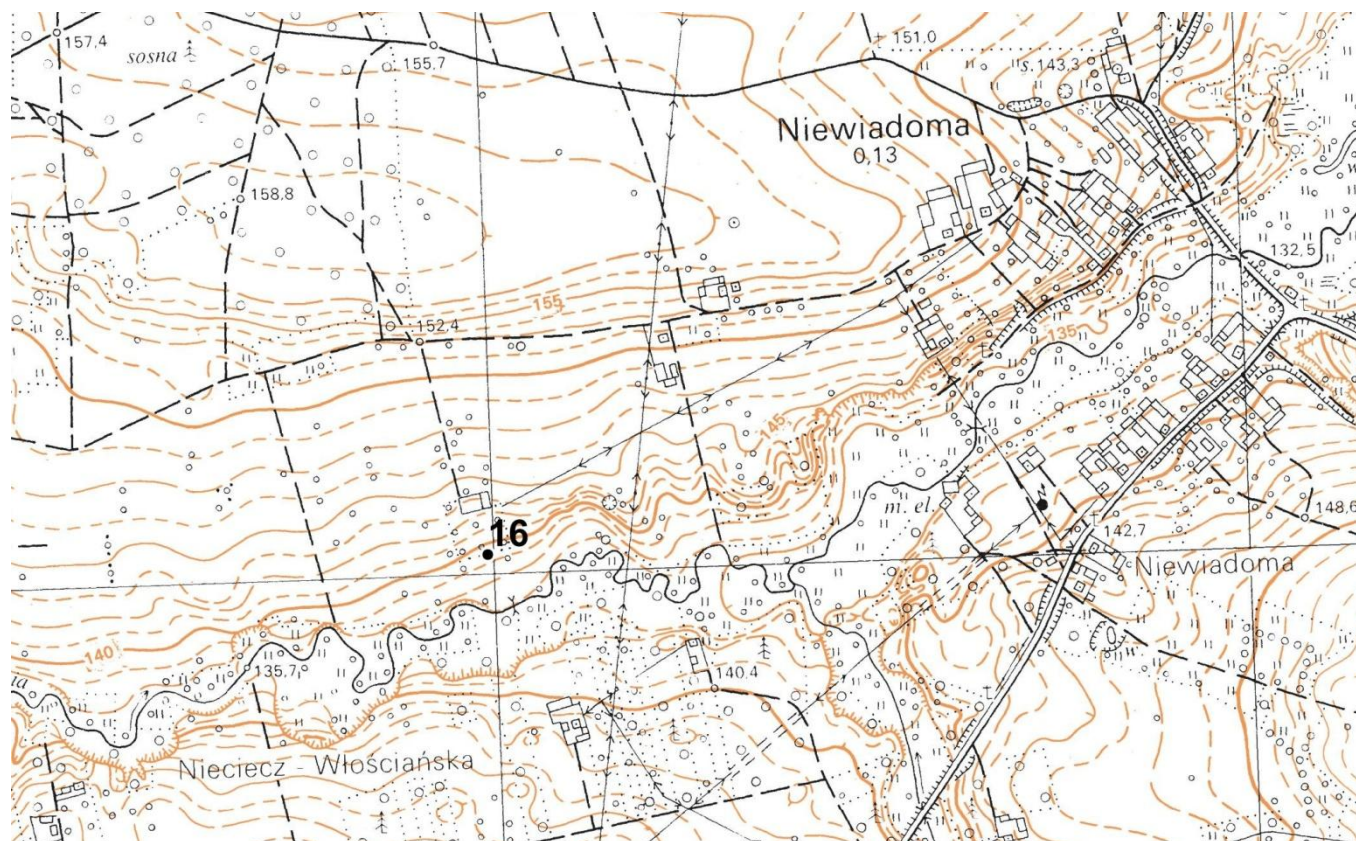 157,4
sosna
155,7
151,0
s.143,3
Niewiadoma
0,13
158,8
132,5
155
152,4
135
145
148,6
m. el.
16
142,7
Niewiadoma
140
135,7
140.4
Nieciecz - Włościańska